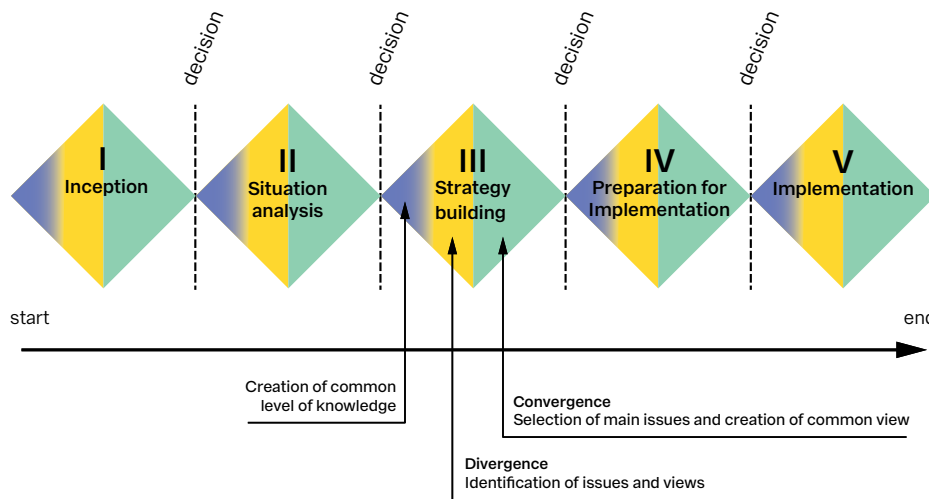 decision
decision
decision
decision
I
Inception
II
Situation
analysis
III
Strategy
building
IV
Preparation for
Implementation
V
Implementation
start
end
Creation of common
level of knowledge
Convergence
Selection of main issues and creation of common view
Divergence
Identification of issues and views